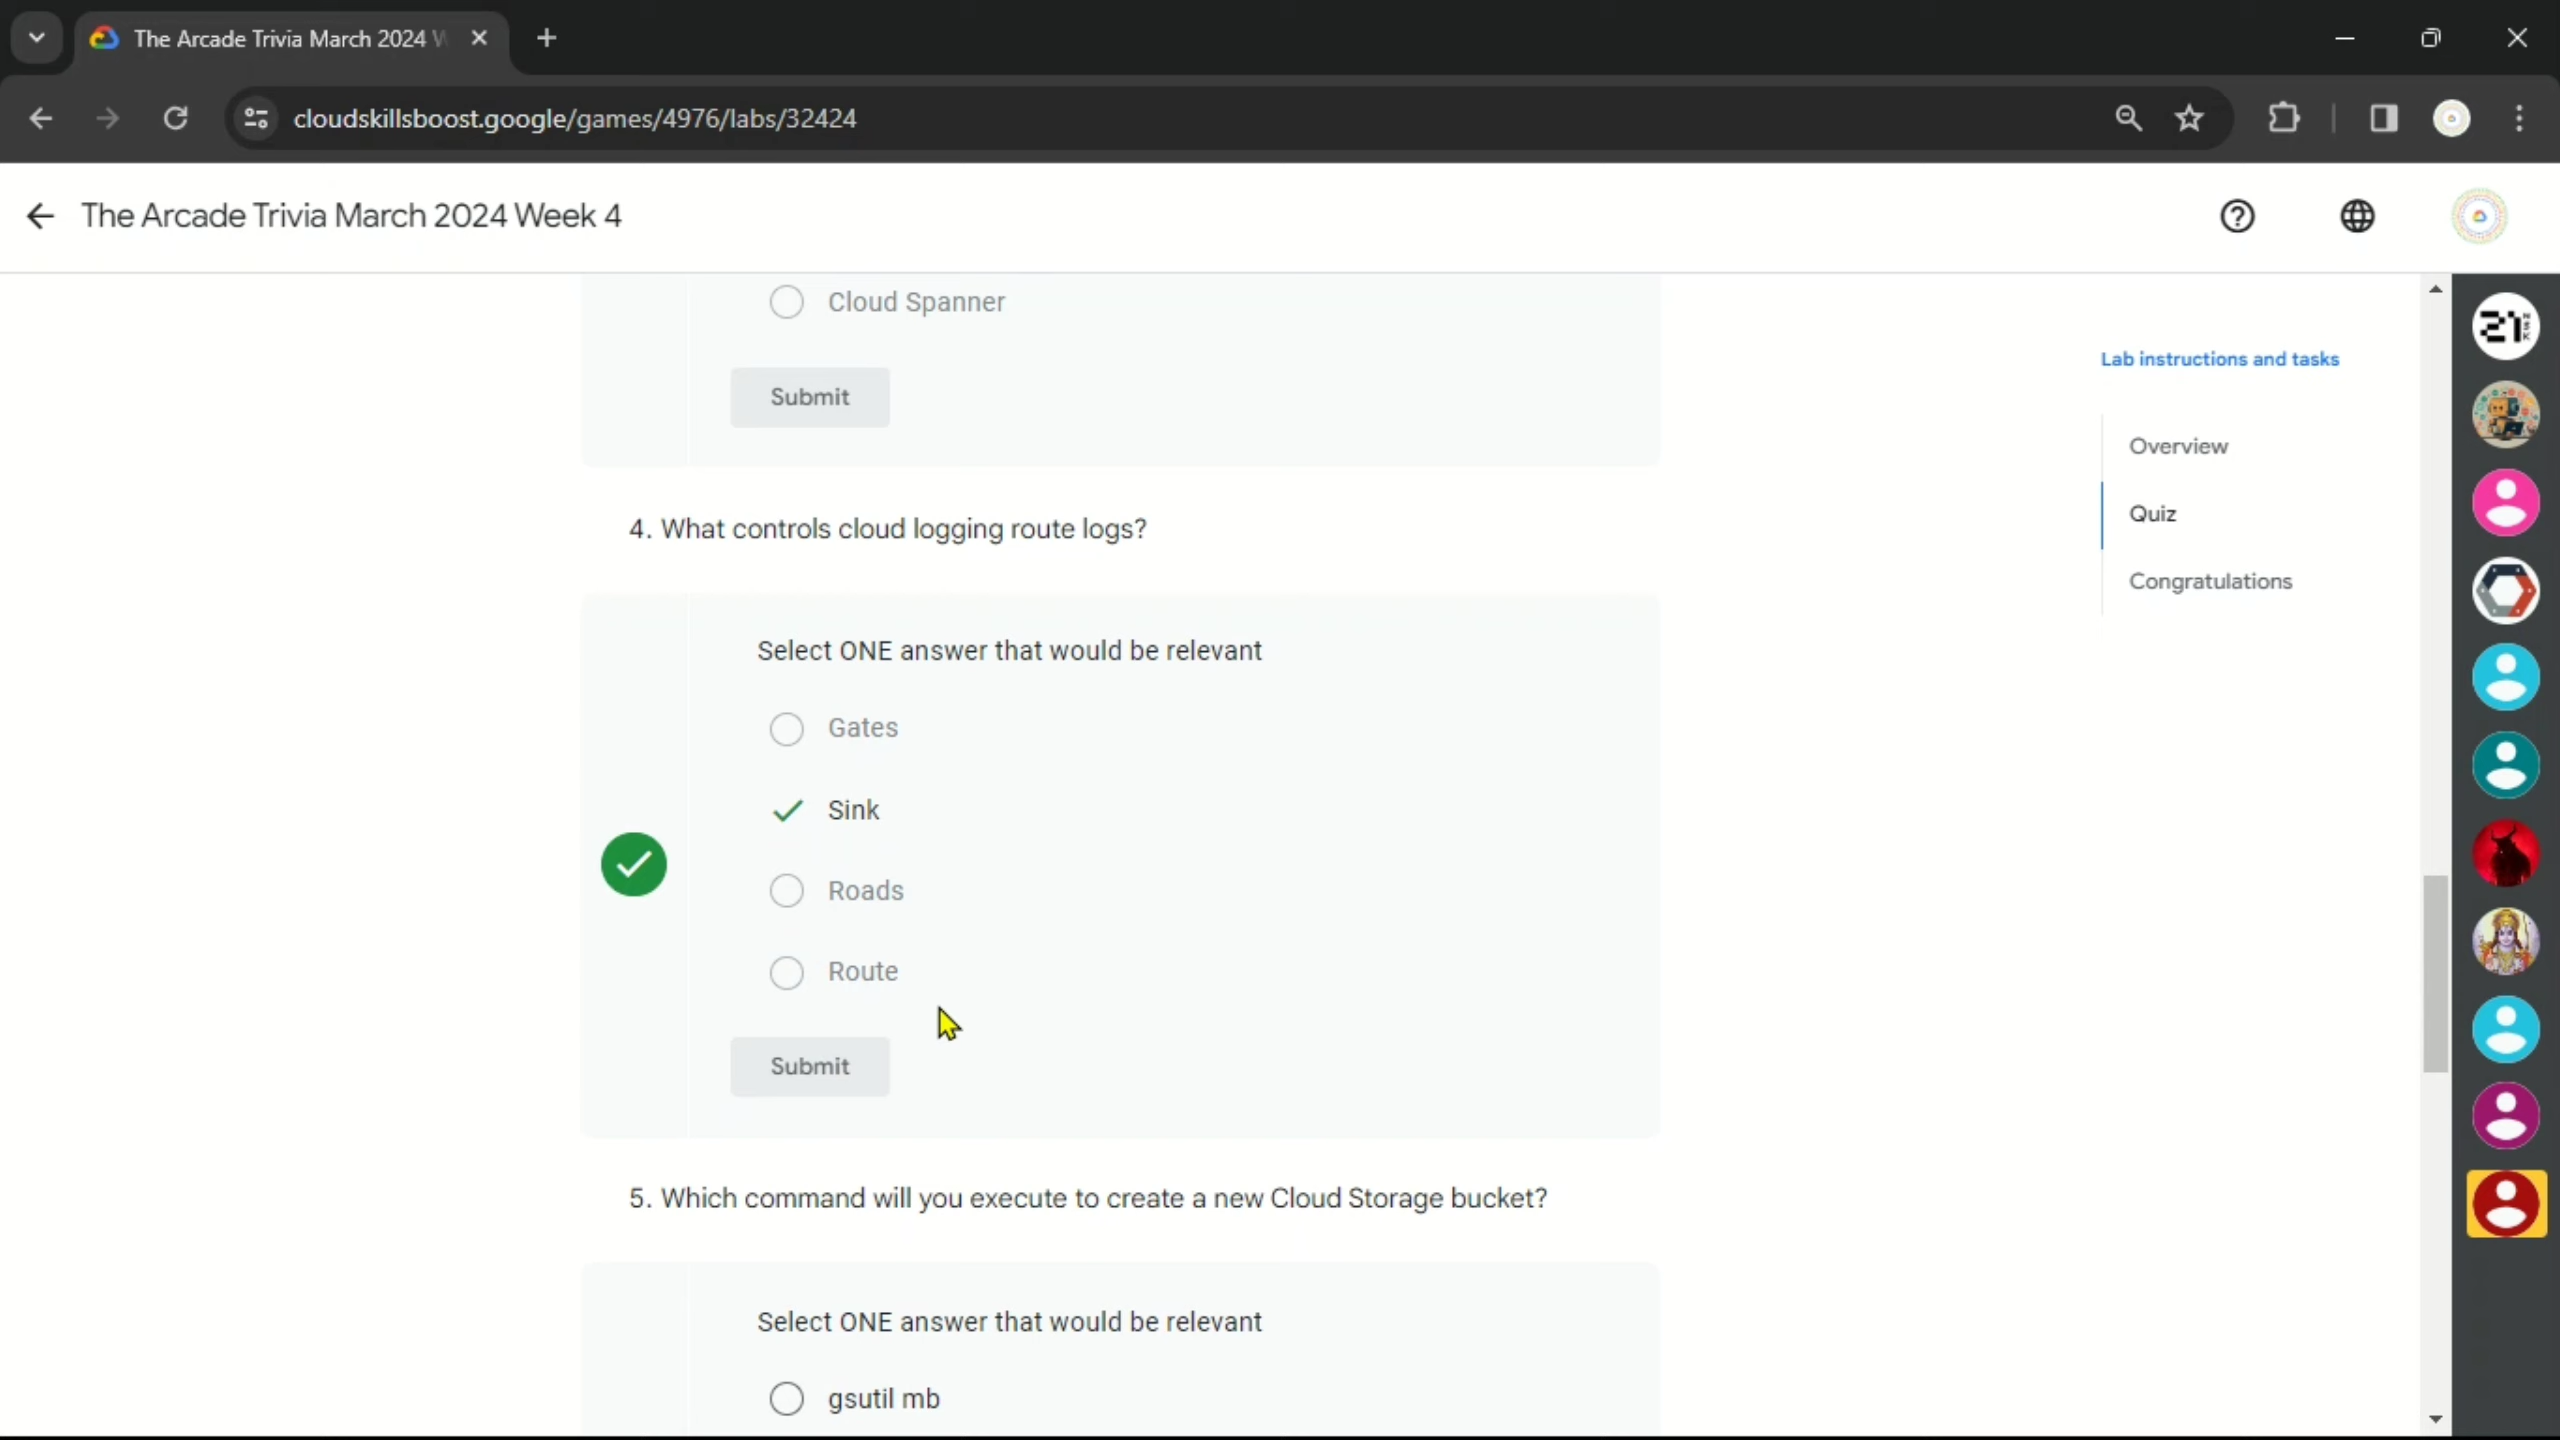 The Arcade Trivia March 2024 W
cloudskillsboost.google/games/4976/labs/32424
The Arcade Trivia March 2024 Week 4
Cloud Spanner
Submit
4. What controls cloud logging route logs?
Select ONE answer that would be relevant
Gates
Sink
Roads
Route
Submit
5. Which command will you execute to create a new Cloud Storage bucket?
Select ONE answer that would be relevant
gsutil mb
Lab instructions and tasks
Overview
Quiz
Congratulations
21